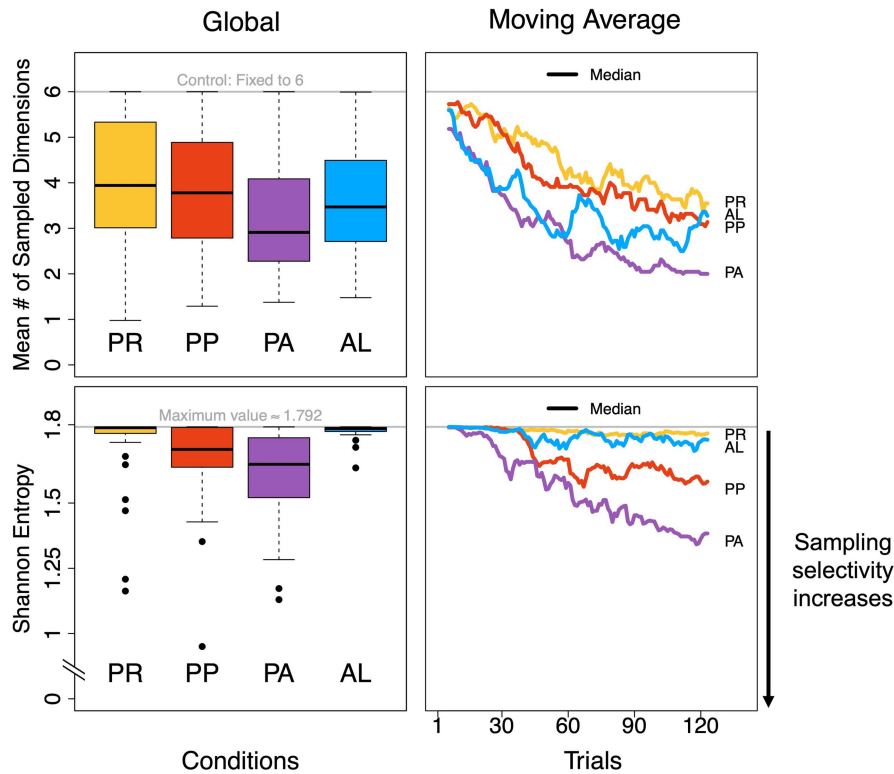 Global
Moving Average
Mean # of Sampled Dimensions
6
5
4
3
2
1
0
Control: Fixed to 6
PR
PP
PA
AL
Median
PR
AL
PP
PA
Shannon Entropy
1.8
1.5
1.25
1
0
Maximum value ≈ 1.792
PR
PP
PA
AL
Conditions
Median
PR
AL
PP
PA
1
30
60
90
120
Trials
Sampling
selectivity
increases